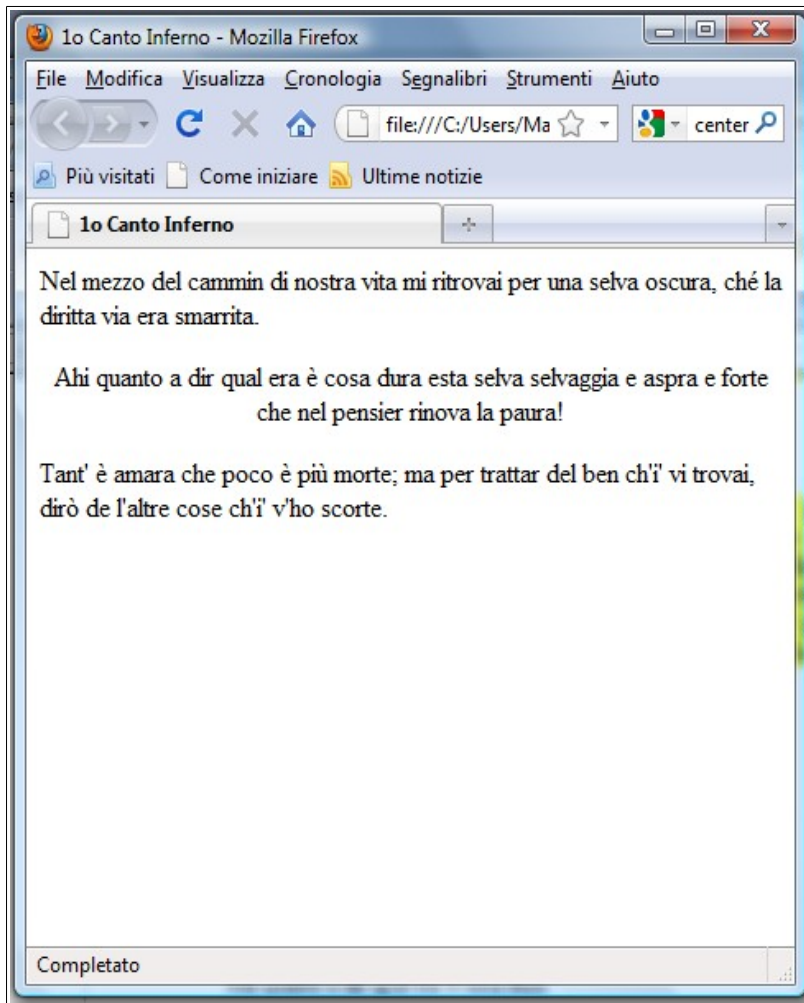 1o Canto Inferno - Mozilla Firefox
File Modifica Visualizza Cronologia Segnalibri Strumenti Aiuto
file:///C:/Users/Ma center
Più visitati Come iniziare Ultime notizie
1o Canto Inferno
Nel mezzo del cammin di nostra vita mi ritrovai per una selva oscura, ché la
diritta via era smarrita.
Ahi quanto a dir qual era è cosa dura esta selva selvaggia e aspra e forte
che nel pensier rinova la paura!
Tant' è amara che poco è più morte; ma per trattar del ben ch'i' vi trovai,
dirò de l'altre cose ch'i' v'ho scorte.
Completato